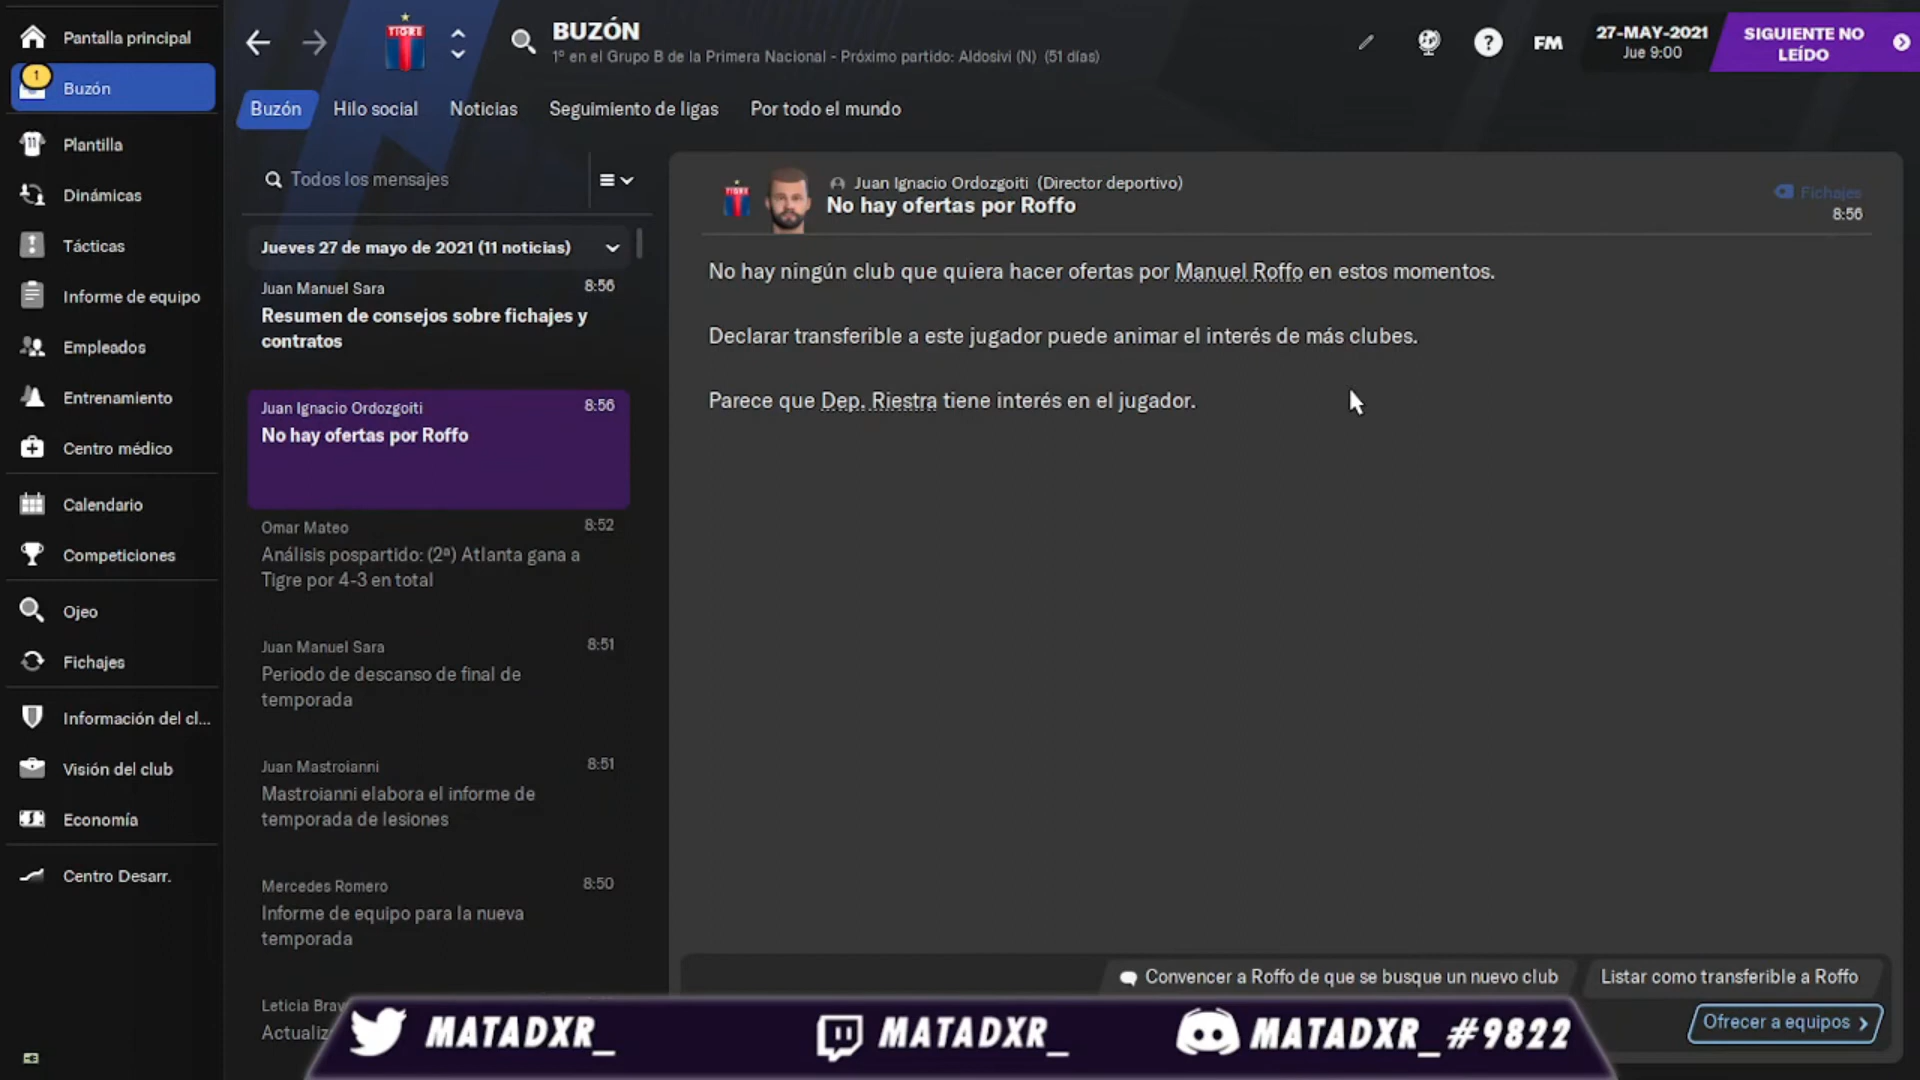 Pantalla principal
1
Buzón
Plantilla
Dinámicas
Tácticas
Informe de equipo
Empleados
Entrenamiento
Centro médico
Calendario
Competiciones
Ojeo
Fichajes
Información del cl...
Visión del club
Economía
Centro Desarr.
TIGRE
BUZÓN
1º en el Grupo B de la Primera Nacional - Próximo partido: Aldosivi (N) (51 días)
?
FM
27-MAY-2021
Jue 9:00
SIGUIENTE NO
LEÍDO
Buzón
Hilo social
Noticias
Seguimiento de ligas
Por todo el mundo
Todos los mensajes
Jueves 27 de mayo de 2021 (11 noticias)
Juan Manuel Sara 8:56
Resumen de consejos sobre fichajes y
contratos
Juan Ignacio Ordozgoiti 8:56
No hay ofertas por Roffo
Omar Mateo 8:52
Análisis pospartido: (2ª) Atlanta gana a
Tigre por 4-3 en total
Juan Manuel Sara 8:51
Periodo de descanso de final de
temporada
Juan Mastroianni 8:51
Mastroianni elabora el informe de
temporada de lesiones
Mercedes Romero 8:50
Informe de equipo para la nueva
temporada
Leticia Brav
Actualiz
TIGRE
Juan Ignacio Ordozgoiti (Director deportivo)
No hay ofertas por Roffo
Fichajes
8:56
No hay ningún club que quiera hacer ofertas por Manuel Roffo en estos momentos.
Declarar transferible a este jugador puede animar el interés de más clubes.
Parece que Dep. Riestra tiene interés en el jugador.
Convencer a Roffo de que se busque un nuevo club
Listar como transferible a Roffo
Ofrecer a equipos
MATADXR_
MATADXR_
MATADXR_#9822